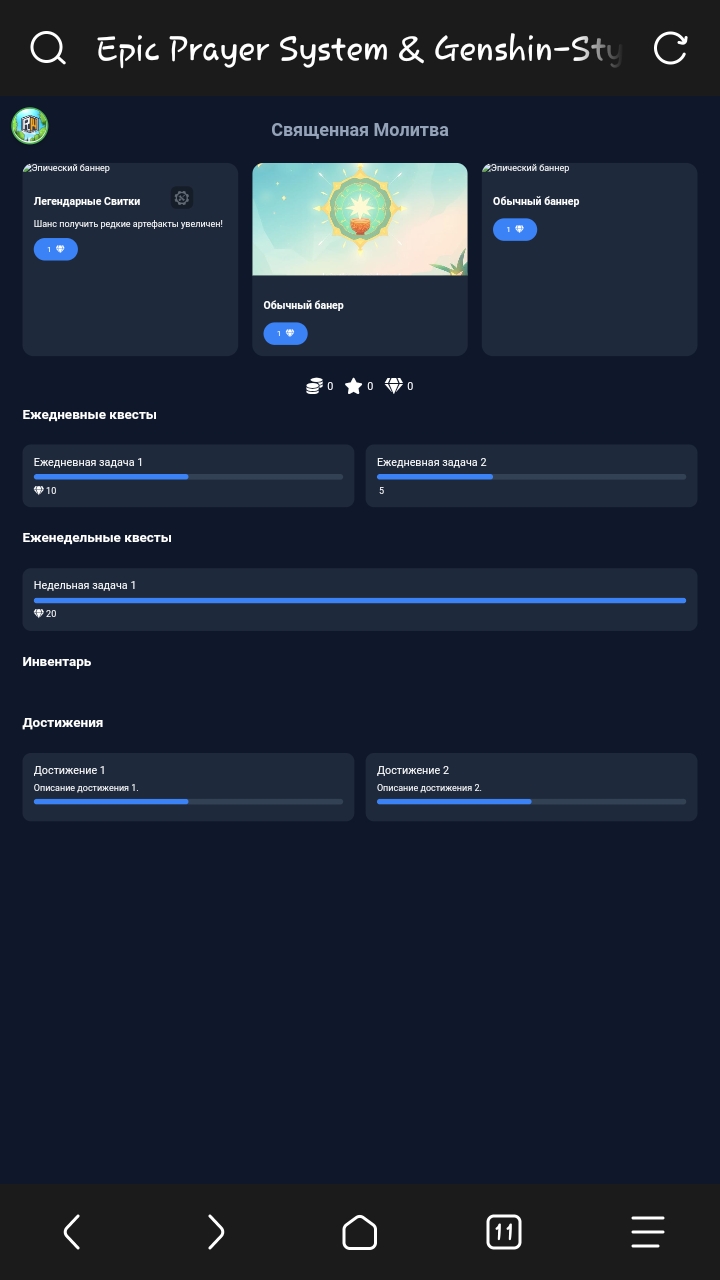 Epic Prayer System & Genshin-Sty
Священная Молитва
Эпический баннер
Легендарные Свитки
Шанс получить редкие артефакты увеличен!
1
Обычный банер
1
Эпический баннер
Обычный баннер
1
0 0 0
Ежедневные квесты
Ежедневная задача 1
10
Ежедневная задача 2
5
Еженедельные квесты
Недельная задача 1
20
Инвентарь
Достижения
Достижение 1
Описание достижения 1.
Достижение 2
Описание достижения 2.
11